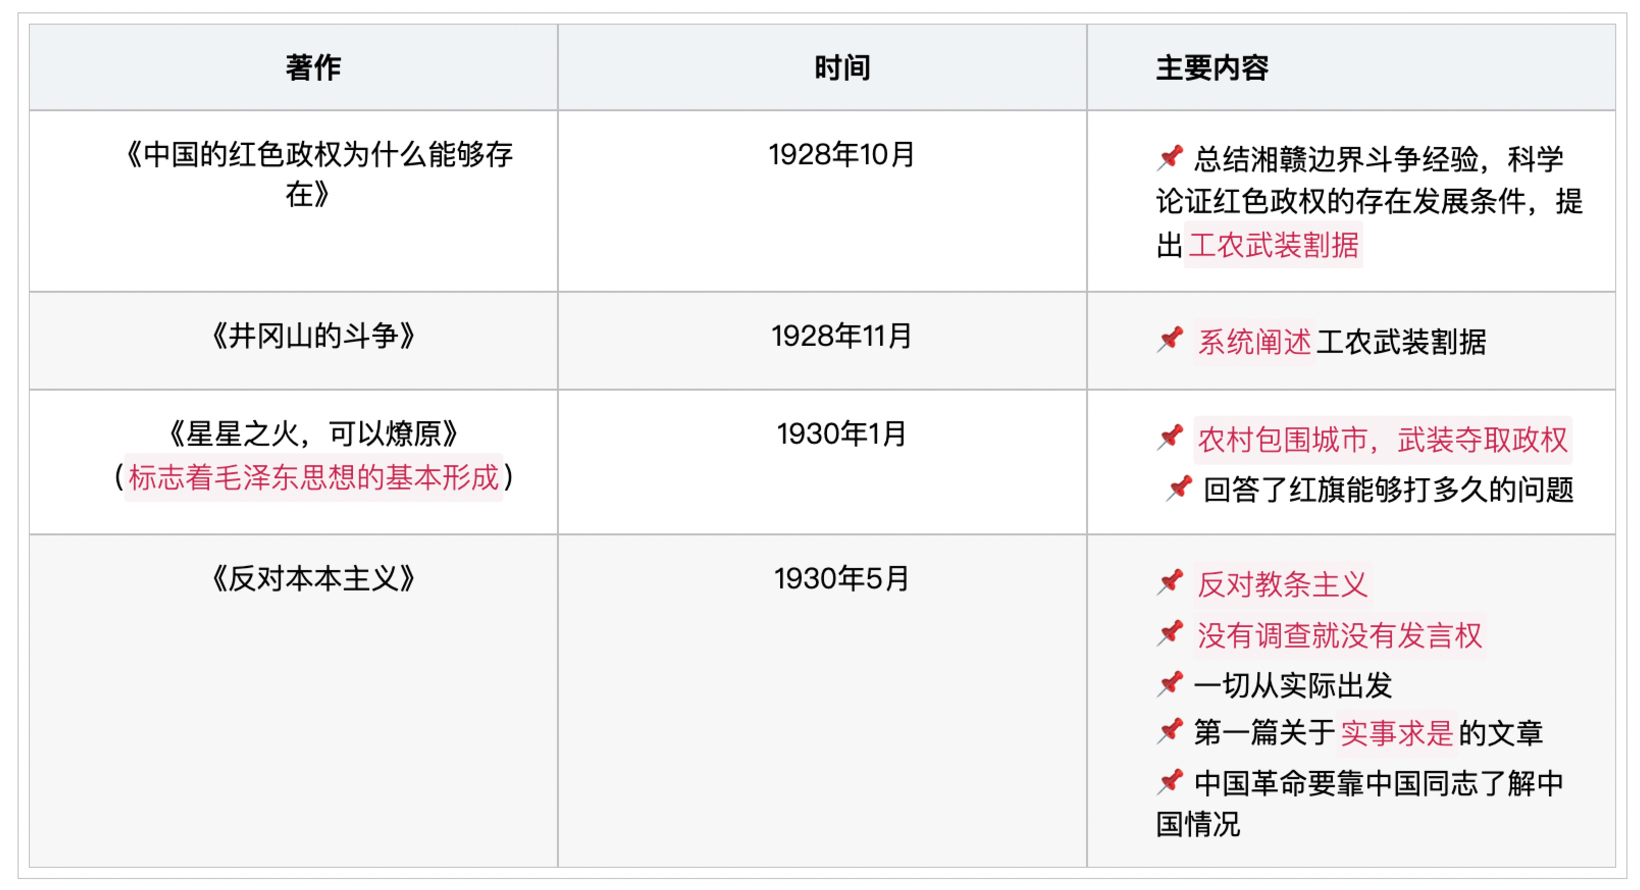 著作
时间
主要内容
《中国的红色政权为什么能够存
在》
1928年10月
📌 总结湘赣边界斗争经验，科学
论证红色政权的存在发展条件，提
出工农武装割据
《井冈山的斗争》
1928年11月
📌 系统阐述工农武装割据
《星星之火，可以燎原》
（标志着毛泽东思想的基本形成）
1930年1月
📌 农村包围城市，武装夺取政权
📌 回答了红旗能够打多久的问题
《反对本本主义》
1930年5月
📌 反对教条主义
📌 没有调查就没有发言权
📌 一切从实际出发
📌 第一篇关于实事求是的文章
📌 中国革命要靠中国同志了解中
国情况